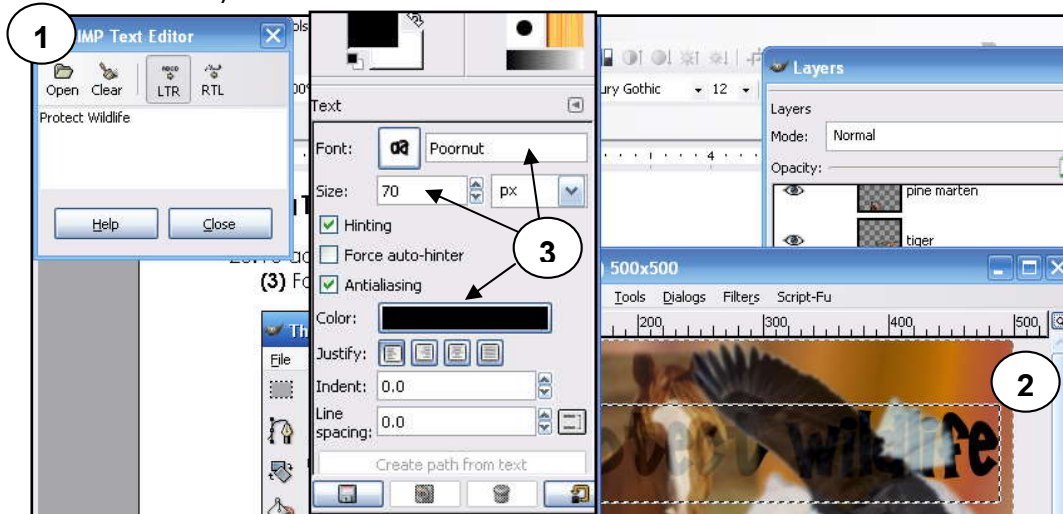 1
IMP Text Editor
Open Clear LTR RTL
Protect Wildlife
Help Close
Text
Font: Poornut
Size: 70 px
Hinting
Force auto-hinter
Antialiasing
Color:
Justify:
Indent: 0.0
Line
spacing: 0.0
Create path from text
3
(3)
File
ury Gothic 12
4
Layers
Layers
Mode: Normal
Opacity:
pine marten
tiger
500x500
Tools Dialogs Filters Script-Fu
200 300 400 500
2
Wildlife